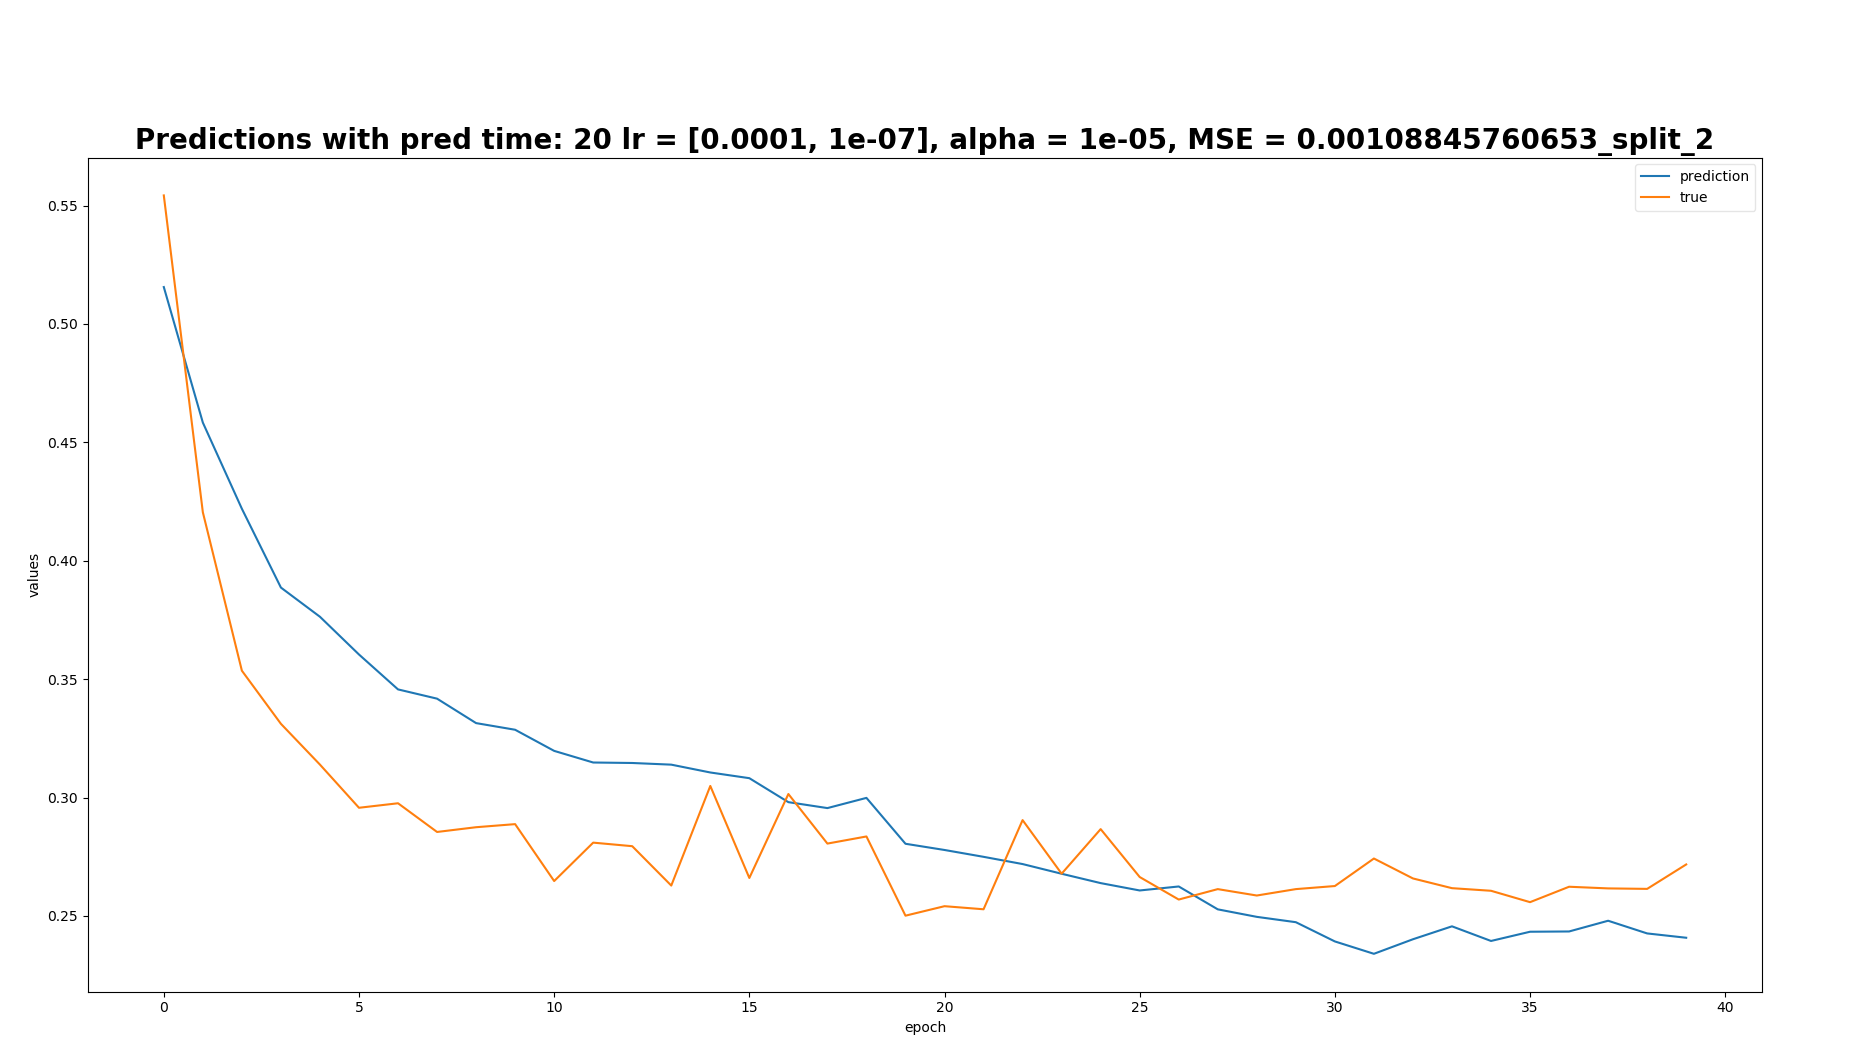 Predictions with pred time: 20 lr = [0.0001, 1e-07], alpha = 1e-05, MSE = 0.00108845760653_split_2
prediction
true
0.55
0.50
0.45
0.40
0.35
0.30
0.25
values
0 5 10 15 20 25 30 35 40
epoch